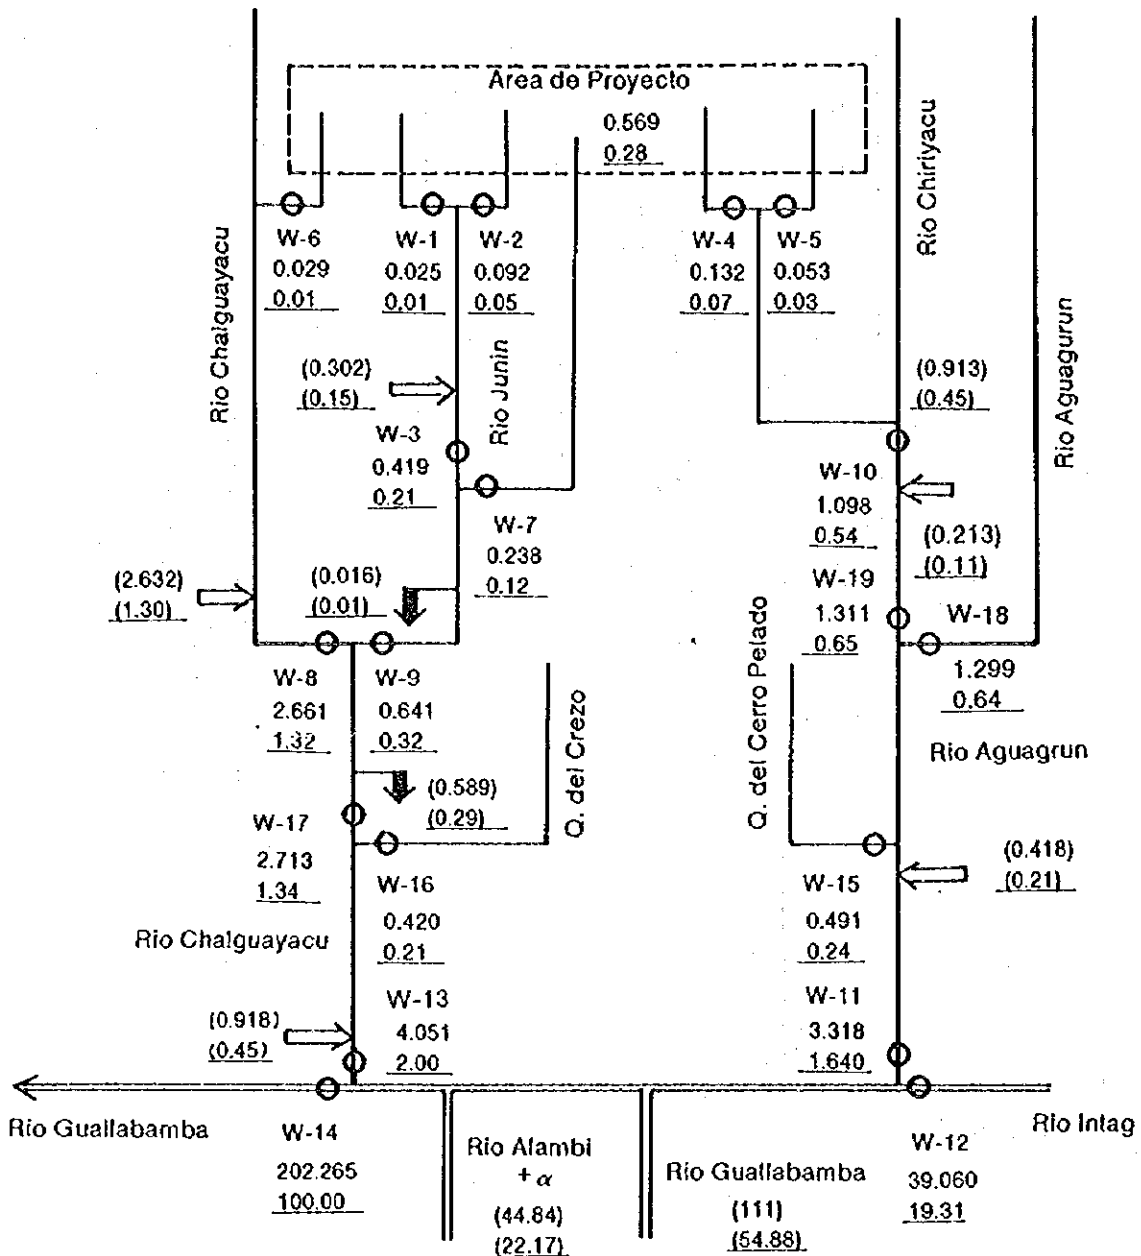 Area de Proyecto
0.569
0.28
Rio Chalguayacu
Rio Chiriyacu
Rio Aguagurun
W-6
0.029
0.01
W-1
0.025
0.01
W-2
0.092
0.05
W-4
0.132
0.07
W-5
0.053
0.03
(0.302)
(0.15)
Rio Junin
(0.913)
(0.45)
W-3
0.419
0.21
W-10
1.098
0.54
W-7
0.238
0.12
(0.213)
(0.11)
(2.632)
(1.30)
(0.016)
(0.01)
W-19
1.311
0.65
W-18
1.299
0.64
W-8
2.661
1.32
W-9
0.641
0.32
Q. del Crezo
Q. del Cerro Pelado
Rio Aguagrun
(0.589)
(0.29)
W-17
2.713
1.34
W-16
0.420
0.21
W-15
0.491
0.24
(0.418)
(0.21)
Rio Chalguayacu
W-13
4.051
2.00
W-11
3.318
1.640
(0.918)
(0.45)
Rio Guallabamba
W-14
202.265
100.00
Rio Alambi
+ α
(44.84)
(22.17)
Rio Guallabamba
(111)
(54.88)
W-12
39.060
19.31
Rio Intag